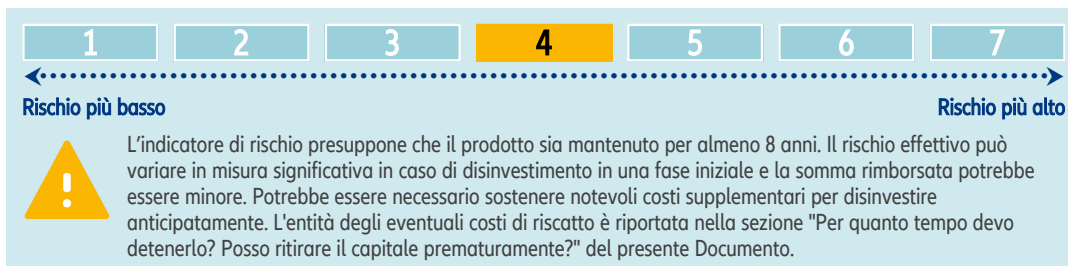 1 2 3 4 5 6 7
Rischio più basso Rischio più alto
L'indicatore di rischio presuppone che il prodotto sia mantenuto per almeno 8 anni. Il rischio effettivo può
variare in misura significativa in caso di disinvestimento in una fase iniziale e la somma rimborsata potrebbe
essere minore. Potrebbe essere necessario sostenere notevoli costi supplementari per disinvestire
anticipatamente. L'entità degli eventuali costi di riscatto è riportata nella sezione "Per quanto tempo devo
detenerlo? Posso ritirare il capitale prematuramente?" del presente Documento.